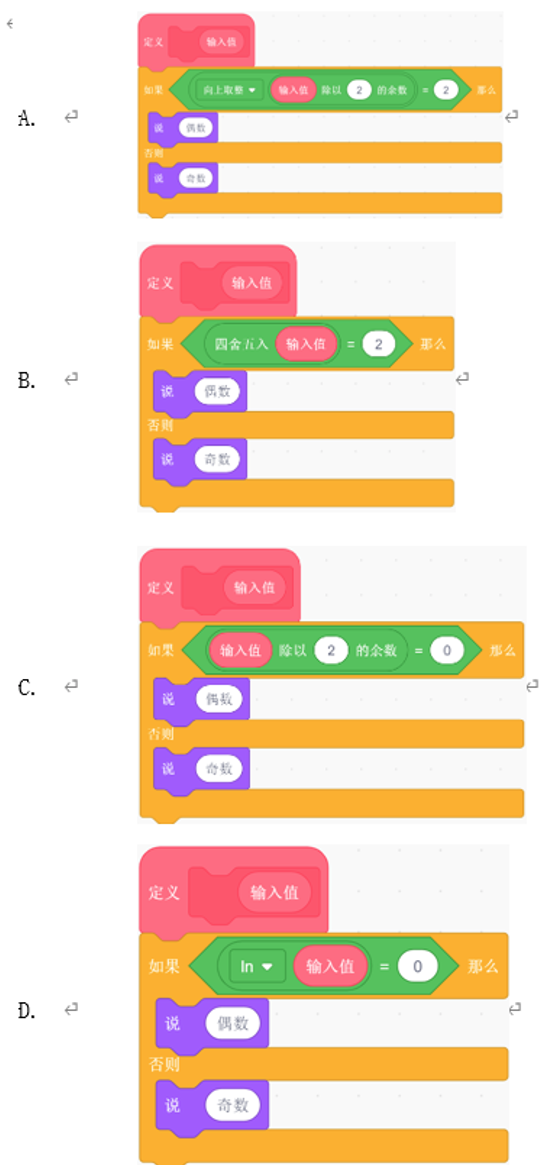 定义 输入值
A. 如果 向上取整 输入值 除以 2 的余数 = 2 那么
说 偶数
否则
说 奇数
定义 输入值
B. 如果 四舍五入 输入值 = 2 那么
说 偶数
否则
说 奇数
定义 输入值
C. 如果 输入值 除以 2 的余数 = 0 那么
说 偶数
否则
说 奇数
定义 输入值
如果 ln 输入值 = 0 那么
D. 说 偶数
否则
说 奇数